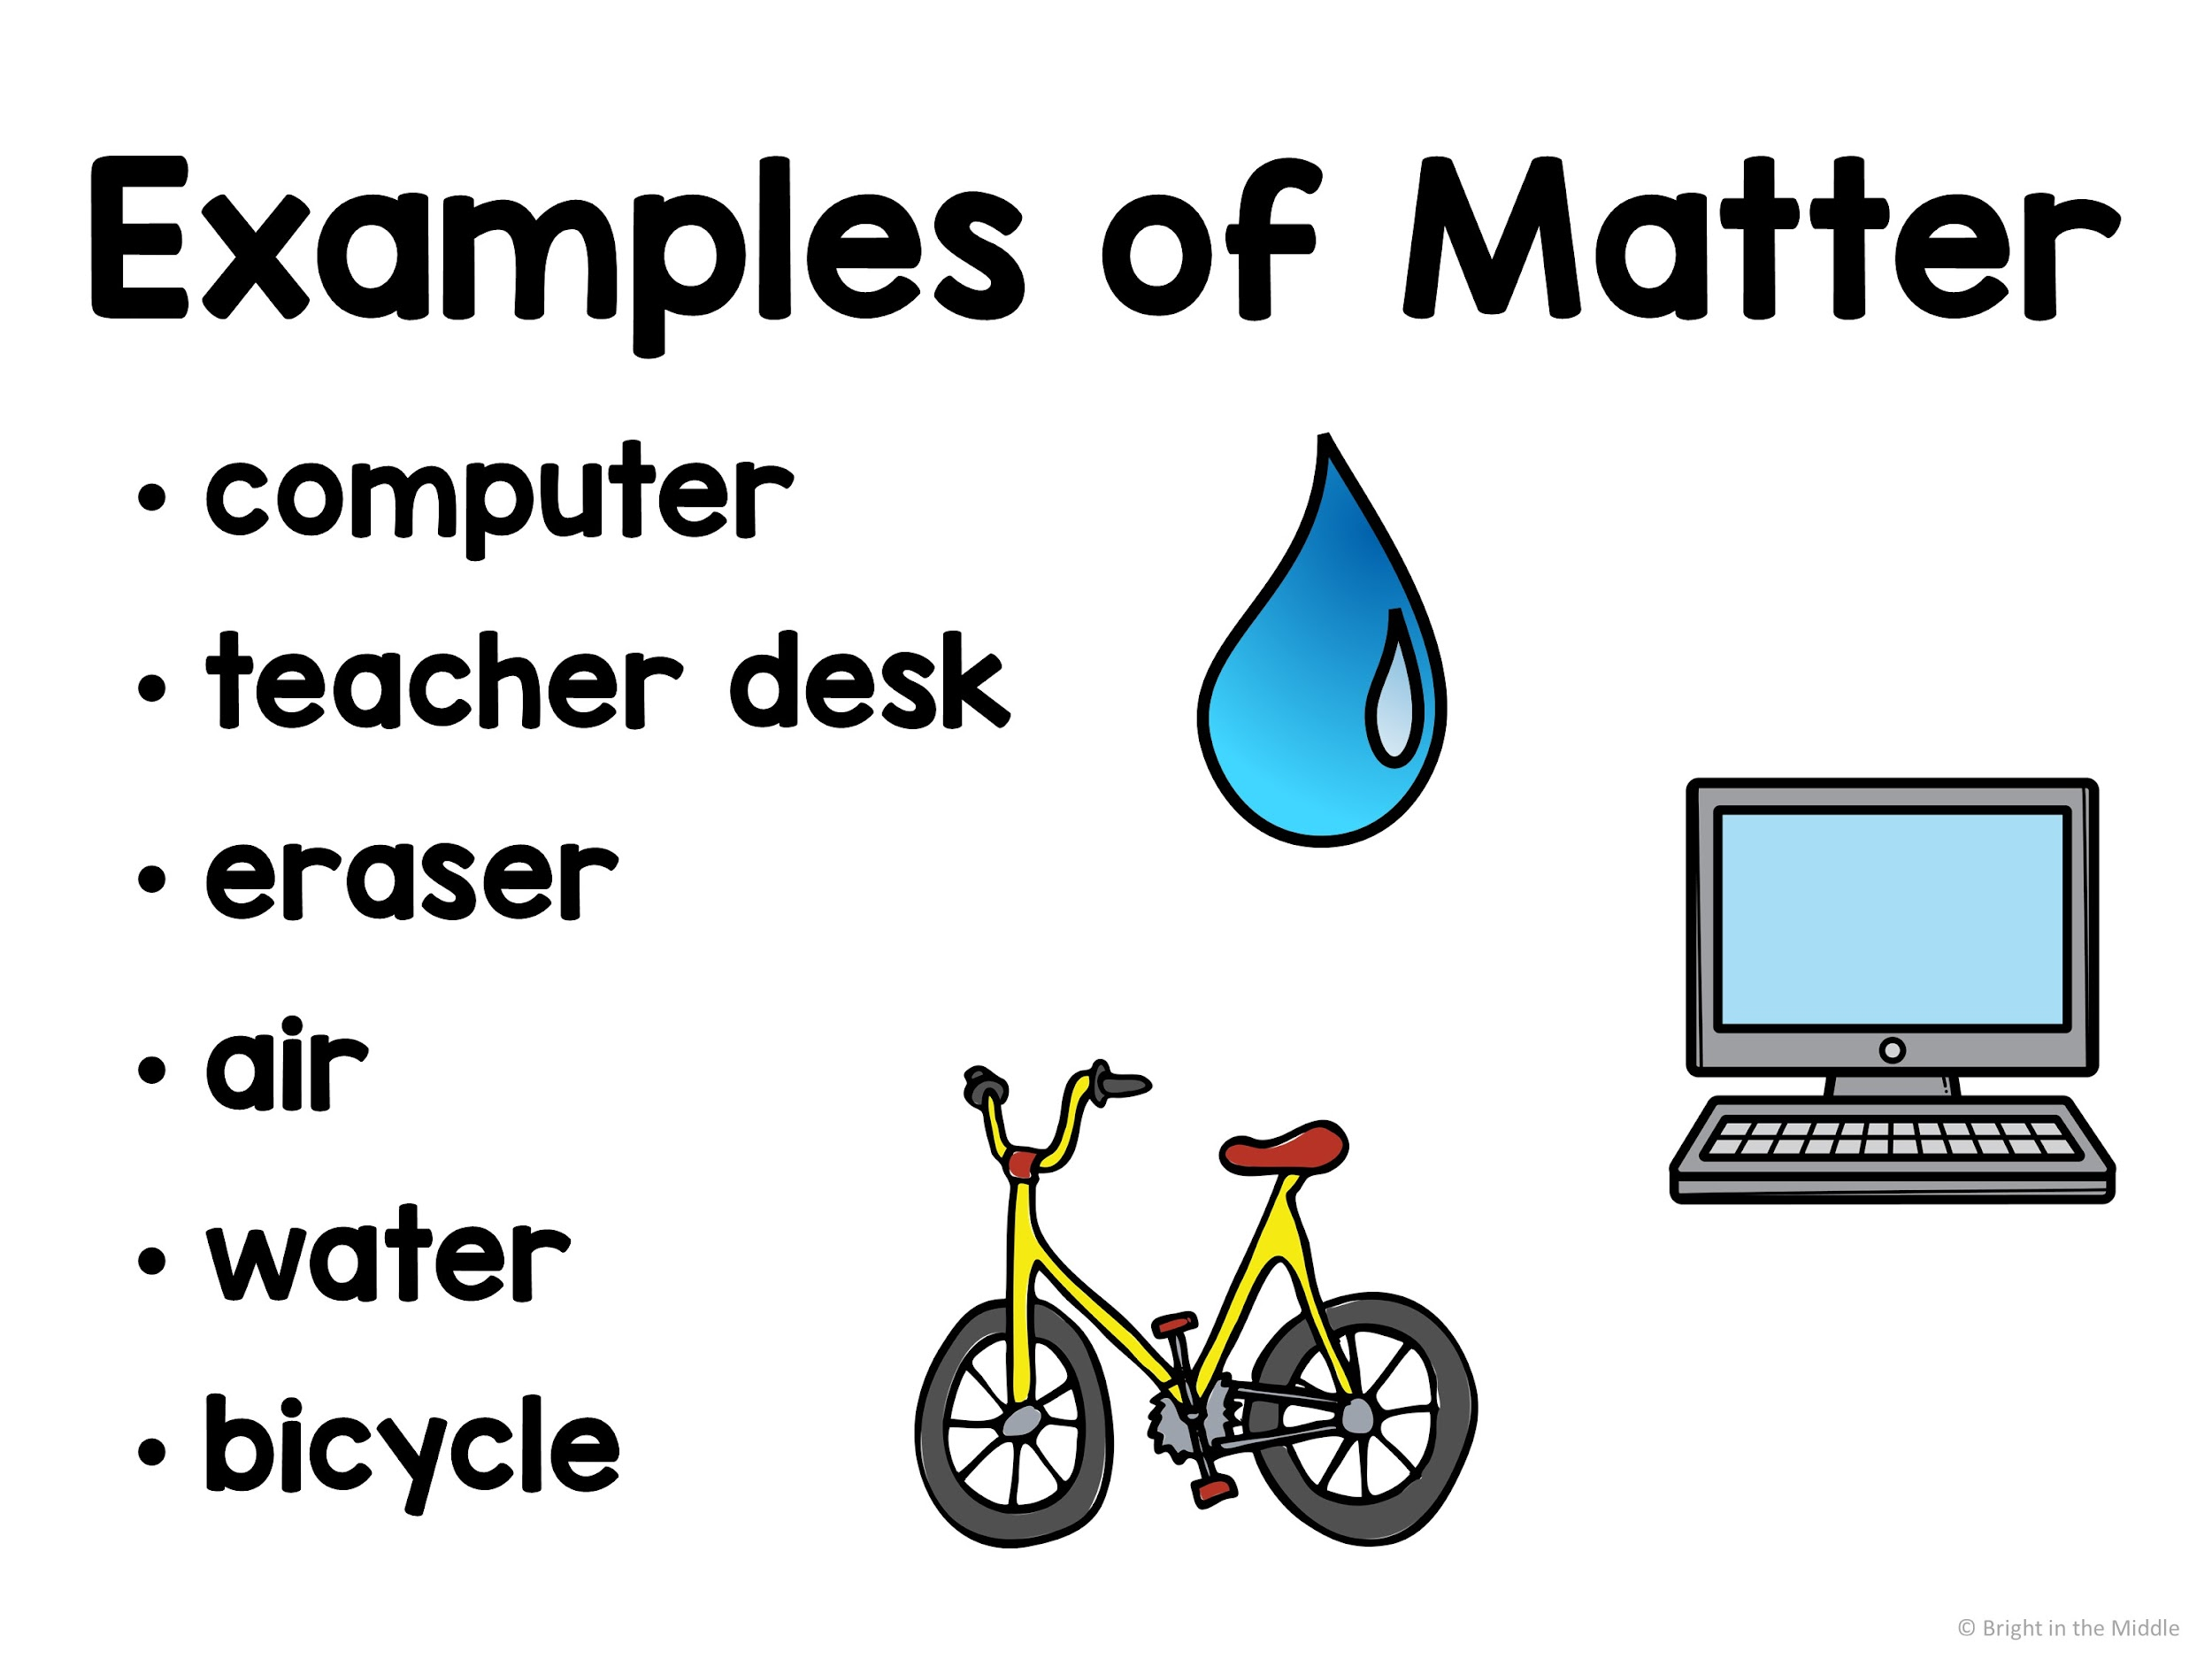 Examples of Matter
• computer
• teacher desk
• eraser
• air
• water
• bicycle
© Bright in the Middle